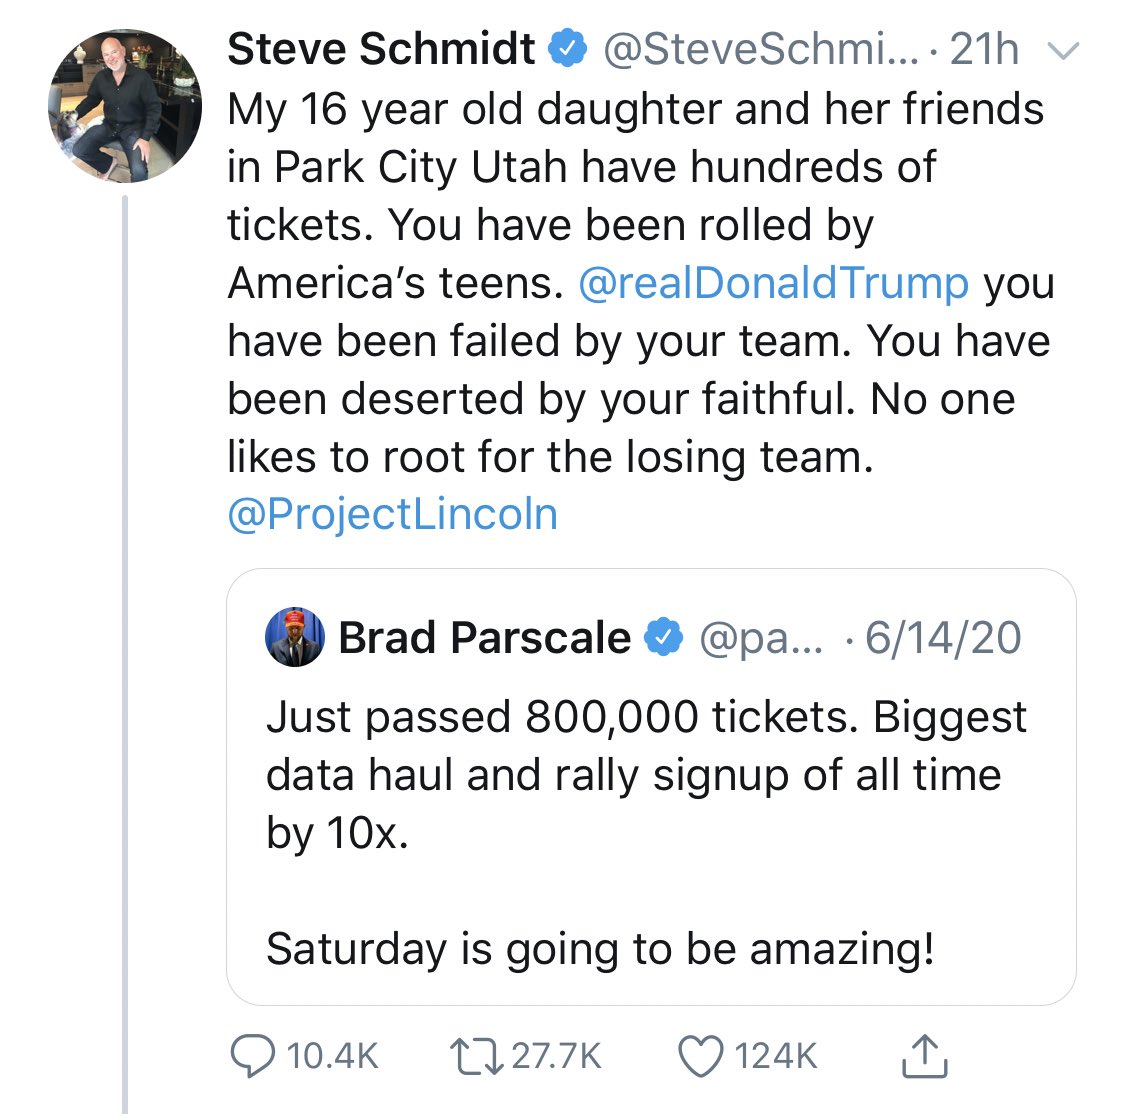 Steve Schmidt @SteveSchmi... · 21h
My 16 year old daughter and her friends
in Park City Utah have hundreds of
tickets. You have been rolled by
America’s teens. @realDonaldTrump you
have been failed by your team. You have
been deserted by your faithful. No one
likes to root for the losing team.
@ProjectLincoln
Brad Parscale @pa... · 6/14/20
Just passed 800,000 tickets. Biggest
data haul and rally signup of all time
by 10x.
Saturday is going to be amazing!
10.4K 27.7K 124K